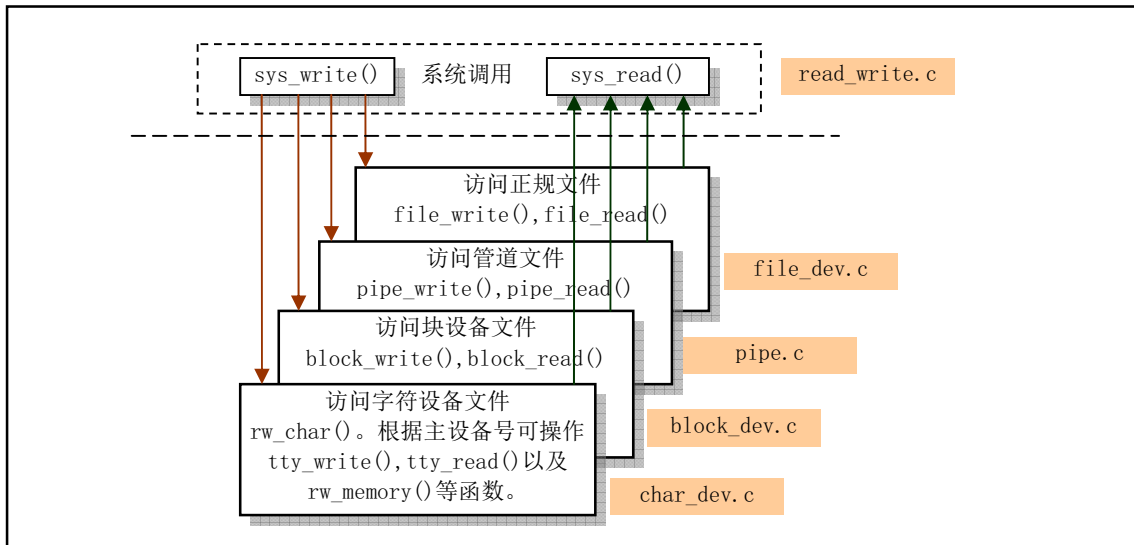 sys_write()
系统调用
sys_read()
read_write.c
访问正规文件
file_write(),file_read()
file_dev.c
访问管道文件
pipe_write(),pipe_read()
pipe.c
访问块设备文件
block_write(),block_read()
block_dev.c
访问字符设备文件
rw_char()。根据主设备号可操作
tty_write(),tty_read()以及
rw_memory()等函数。
char_dev.c